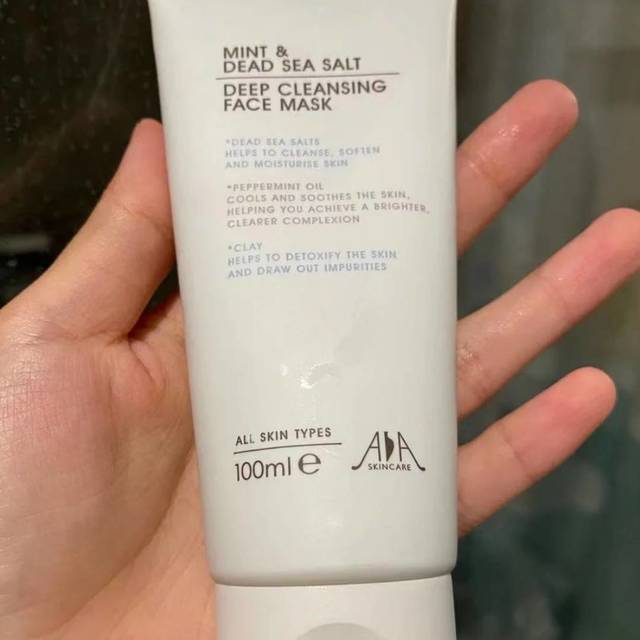 MINT &
DEAD SEA SALT
DEEP CLEANSING
FACE MASK
*DEAD SEA SALTS
HELPS TO CLEANSE, SOFTEN
AND MOISTURISE SKIN
*PEPPERMINT OIL
COOLS AND SOOTHES THE SKIN,
HELPING YOU ACHIEVE A BRIGHTER,
CLEARER COMPLEXION
*CLAY
HELPS TO DETOXIFY THE SKIN
AND DRAW OUT IMPURITIES
ALL SKIN TYPES
100ml ℮
AA SKINCARE